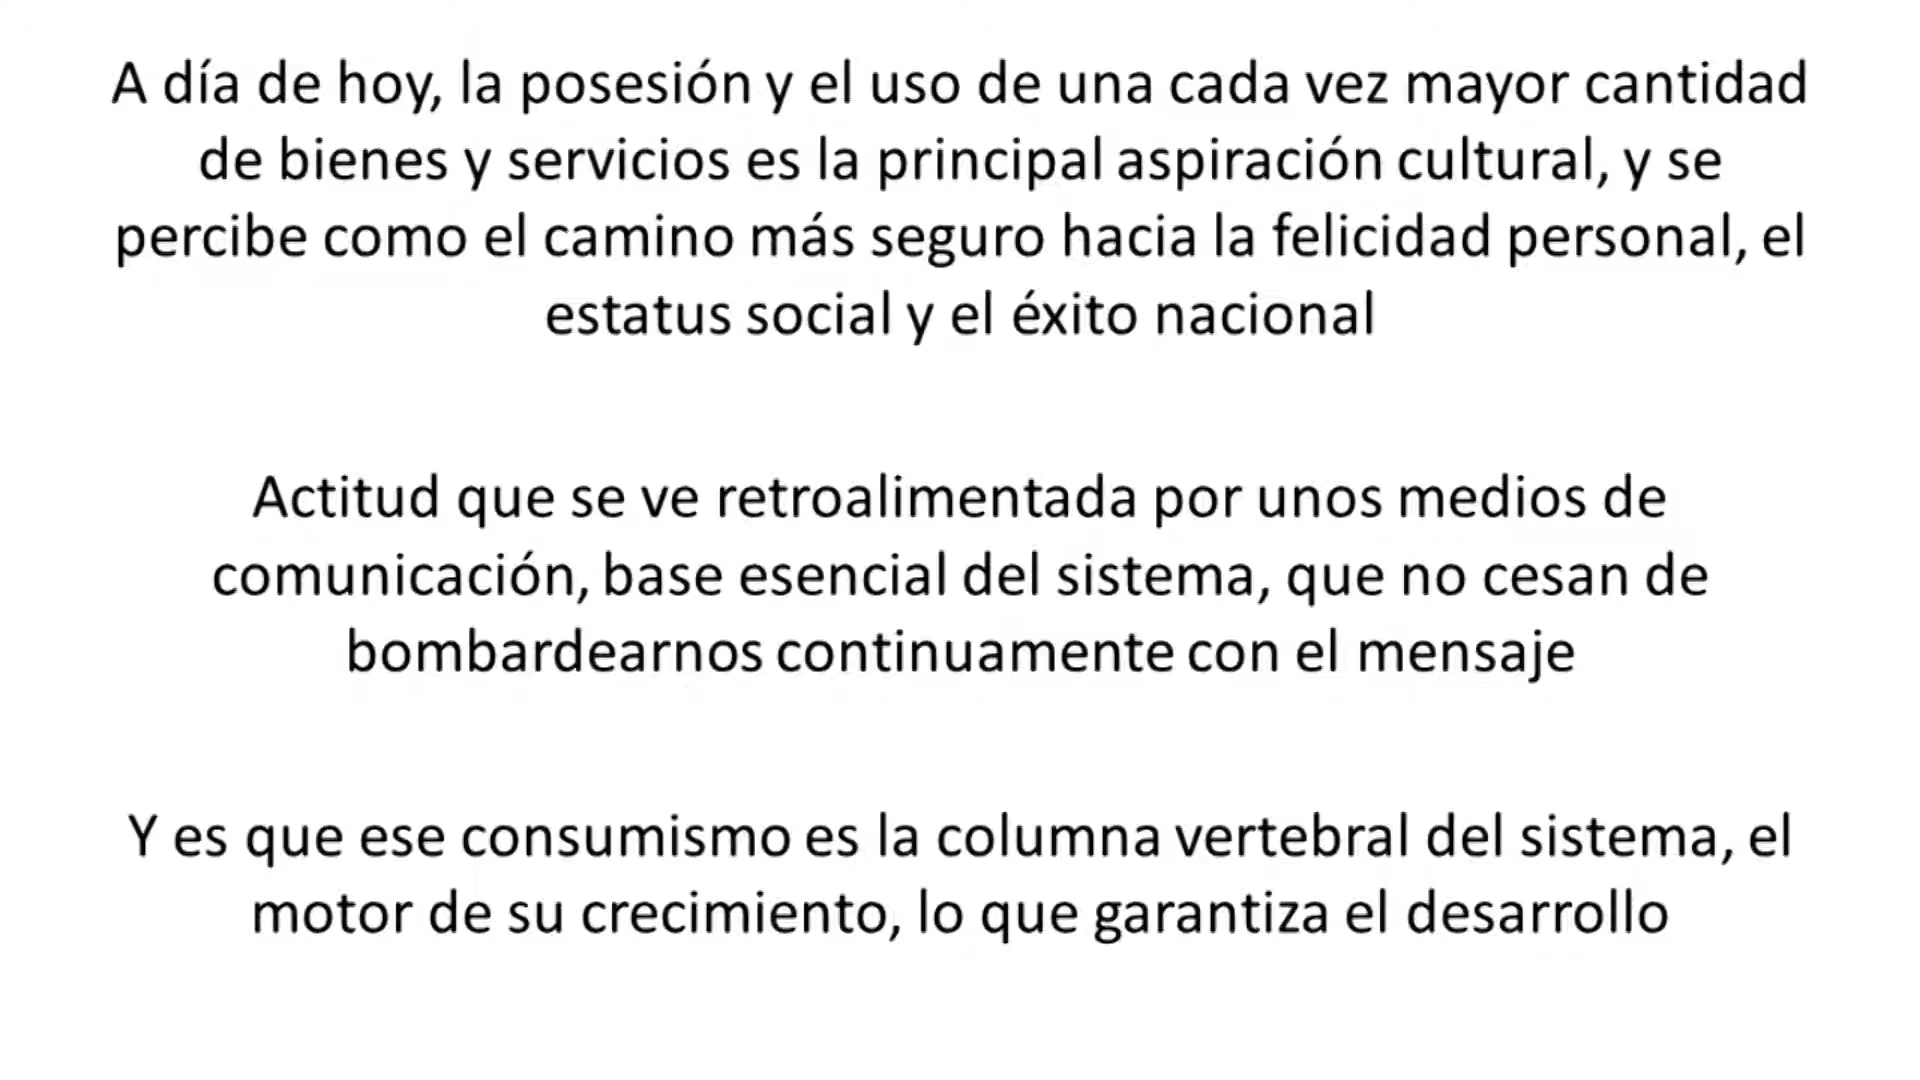 A día de hoy, la posesión y el uso de una cada vez mayor cantidad
de bienes y servicios es la principal aspiración cultural, y se
percibe como el camino más seguro hacia la felicidad personal, el
estatus social y el éxito nacional
Actitud que se ve retroalimentada por unos medios de
comunicación, base esencial del sistema, que no cesan de
bombardearnos continuamente con el mensaje
Y es que ese consumismo es la columna vertebral del sistema, el
motor de su crecimiento, lo que garantiza el desarrollo